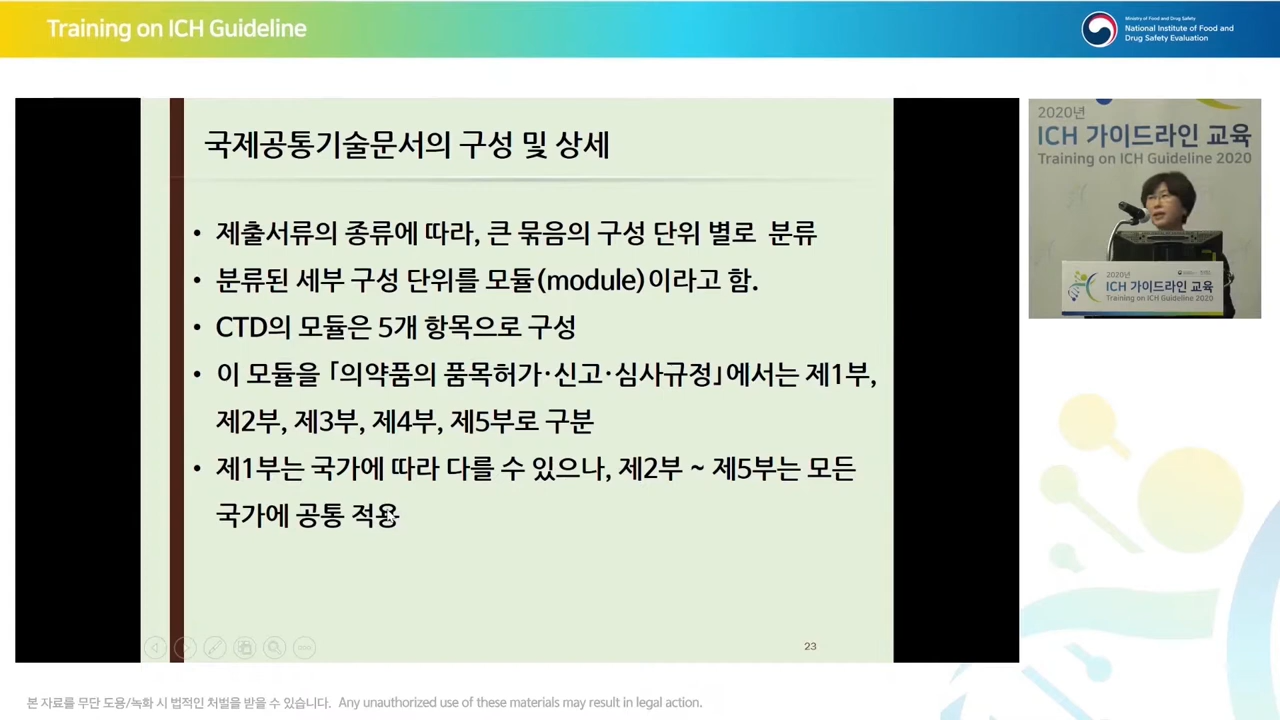 Training on ICH Guideline
Ministry of Food and Drug Safety
National Institute of Food and
Drug Safety Evaluation
국제공통기술문서의 구성 및 상세
• 제출서류의 종류에 따라, 큰 묶음의 구성 단위 별로 분류
• 분류된 세부 구성 단위를 모듈(module)이라고 함.
• CTD의 모듈은 5개 항목으로 구성
• 이 모듈을 「의약품의 품목허가·신고·심사규정」에서는 제1부,
제2부, 제3부, 제4부, 제5부로 구분
• 제1부는 국가에 따라 다를 수 있으나, 제2부 ~ 제5부는 모든
국가에 공통 적용
23
2020년
ICH 가이드라인 교육
Training on ICH Guideline 2020
2020년
ICH 가이드라인 교육
Training on ICH Guideline 2020
본 자료를 무단 도용/녹화 시 법적인 처벌을 받을 수 있습니다. Any unauthorized use of these materials may result in legal action.